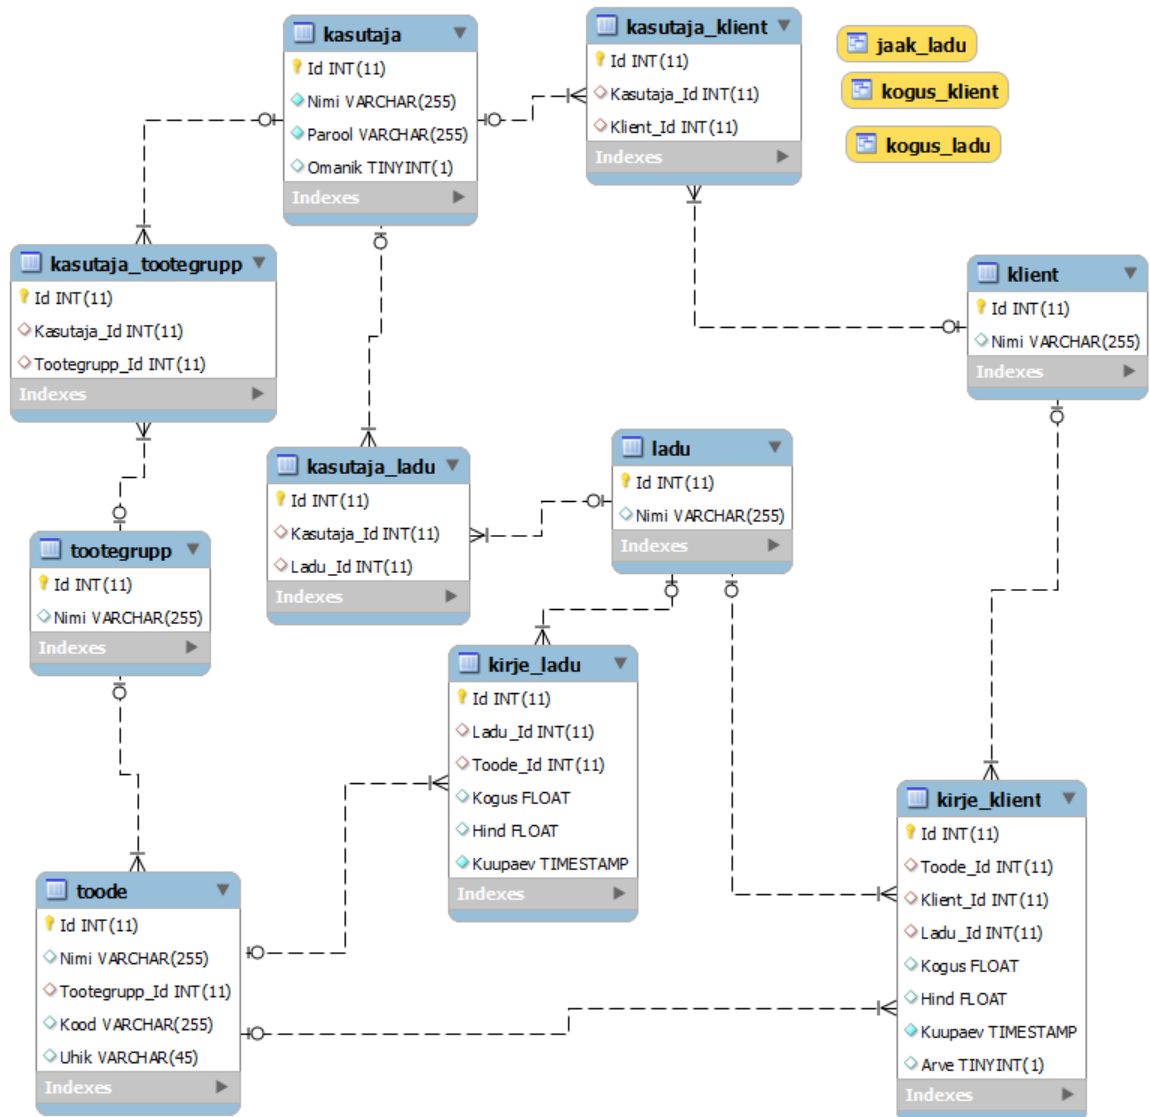 kasutaja
Id INT(11)
Nimi VARCHAR(255)
Parool VARCHAR(255)
Omanik TINYINT(1)
Indexes
kasutaja_klient
Id INT(11)
Kasutaja_Id INT(11)
Klient_Id INT(11)
Indexes
jaak_ladu
kogus_klient
kogus_ladu
kasutaja_tootegrupp
Id INT(11)
Kasutaja_Id INT(11)
Tootegrupp_Id INT(11)
Indexes
klient
Id INT(11)
Nimi VARCHAR(255)
Indexes
kasutaja_ladu
Id INT(11)
Kasutaja_Id INT(11)
Ladu_Id INT(11)
Indexes
ladu
Id INT(11)
Nimi VARCHAR(255)
Indexes
tootegrupp
Id INT(11)
Nimi VARCHAR(255)
Indexes
kirje_ladu
Id INT(11)
Ladu_Id INT(11)
Toode_Id INT(11)
Kogus FLOAT
Hind FLOAT
Kuupaev TIMESTAMP
Indexes
kirje_klient
Id INT(11)
Toode_Id INT(11)
Klient_Id INT(11)
Ladu_Id INT(11)
Kogus FLOAT
Hind FLOAT
Kuupaev TIMESTAMP
Arve TINYINT(1)
Indexes
toode
Id INT(11)
Nimi VARCHAR(255)
Tootegrupp_Id INT(11)
Kood VARCHAR(255)
Uhik VARCHAR(45)
Indexes